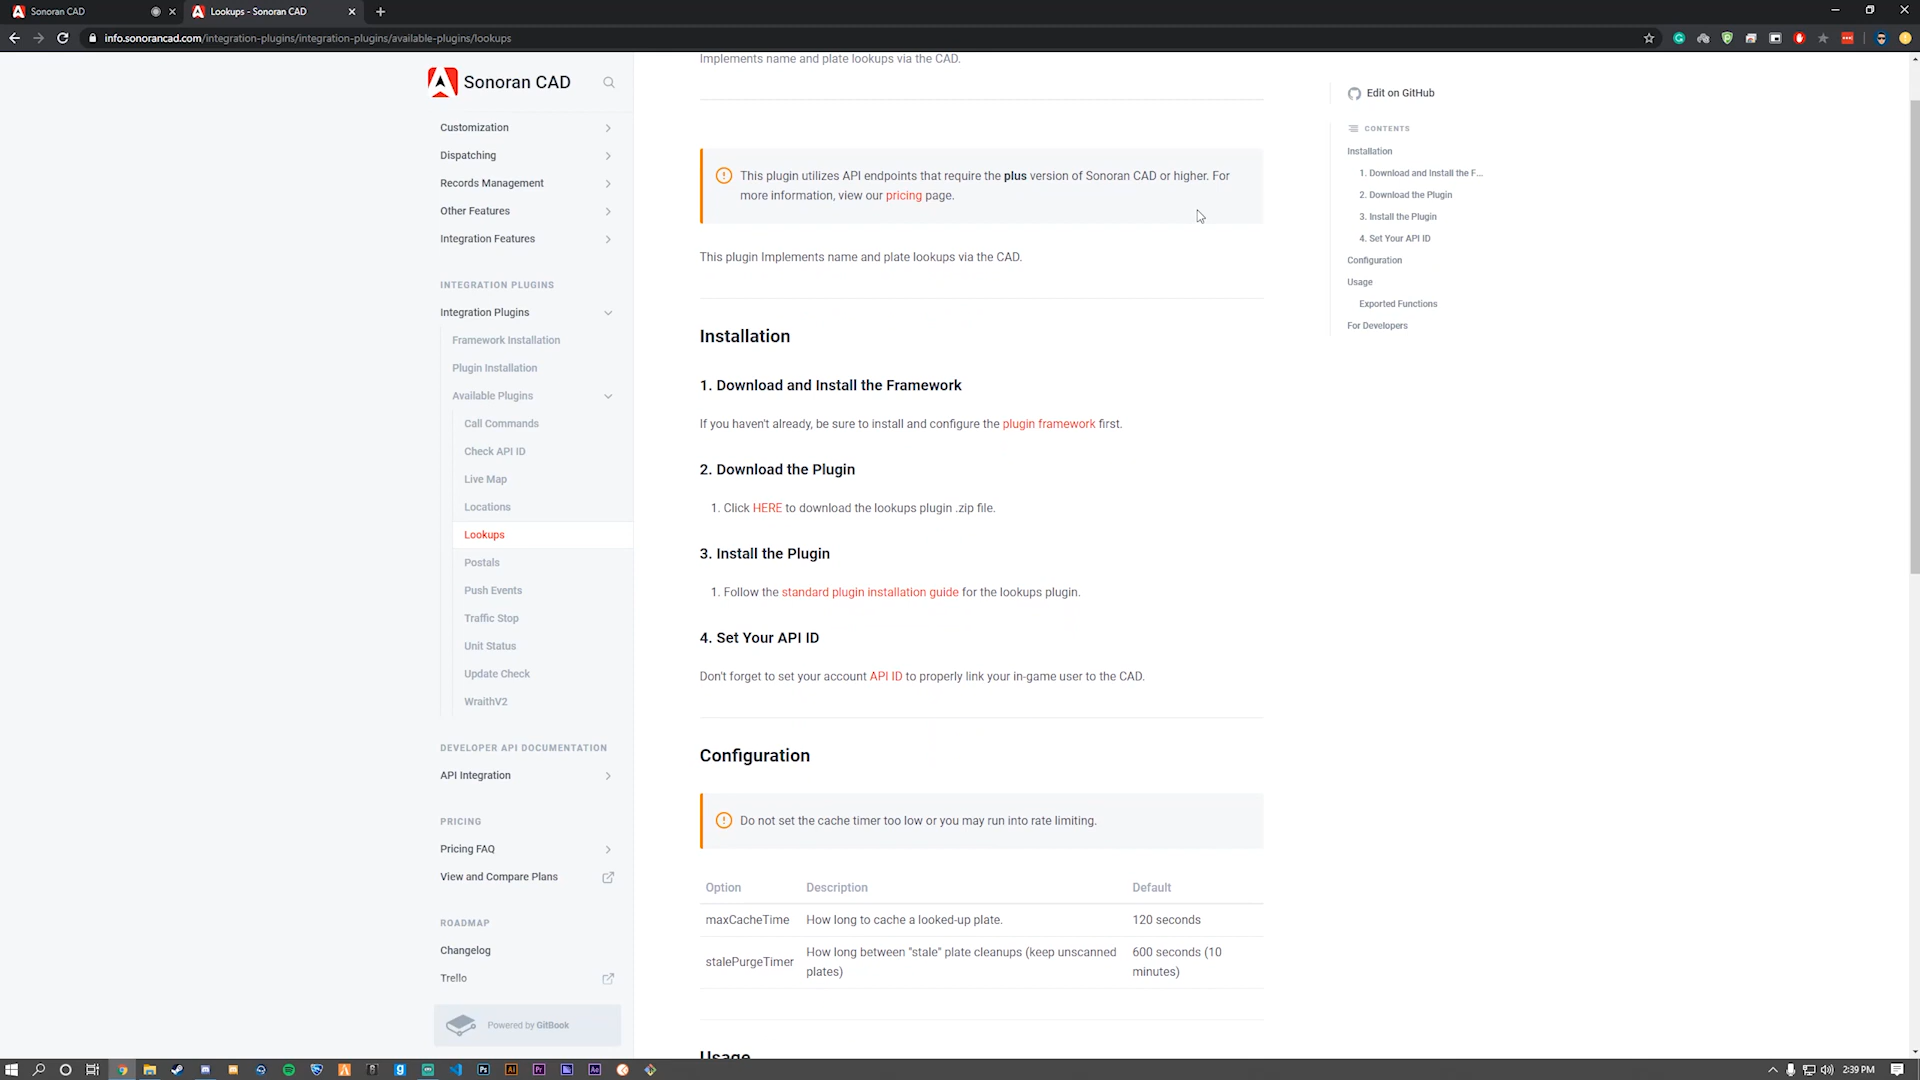 Sonoran CAD
Lookups - Sonoran CAD
info.sonorancad.com/integration-plugins/integration-plugins/available-plugins/lookups
Sonoran CAD
Customization
Dispatching
Records Management
Other Features
Integration Features
INTEGRATION PLUGINS
Integration Plugins
Framework Installation
Plugin Installation
Available Plugins
Call Commands
Check API ID
Live Map
Locations
Lookups
Postals
Push Events
Traffic Stop
Unit Status
Update Check
WraithV2
DEVELOPER API DOCUMENTATION
API Integration
PRICING
Pricing FAQ
View and Compare Plans
ROADMAP
Changelog
Trello
Powered by GitBook
Implements name and plate lookups via the CAD.
This plugin utilizes API endpoints that require the plus version of Sonoran CAD or higher. For
more information, view our pricing page.
This plugin Implements name and plate lookups via the CAD.
Installation
1. Download and Install the Framework
If you haven't already, be sure to install and configure the plugin framework first.
2. Download the Plugin
1. Click HERE to download the lookups plugin .zip file.
3. Install the Plugin
1. Follow the standard plugin installation guide for the lookups plugin.
4. Set Your API ID
Don't forget to set your account API ID to properly link your in-game user to the CAD.
Configuration
Do not set the cache timer too low or you may run into rate limiting.
Option Description Default
maxCacheTime How long to cache a looked-up plate. 120 seconds
stalePurgeTimer How long between "stale" plate cleanups (keep unscanned plates) 600 seconds (10 minutes)
Usage
Edit on GitHub
CONTENTS
Installation
1. Download and Install the F...
2. Download the Plugin
3. Install the Plugin
4. Set Your API ID
Configuration
Usage
Exported Functions
For Developers
2:39 PM